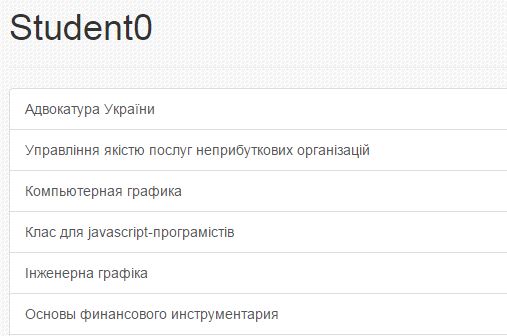 Student0
Адвокатура України
Управління якістю послуг неприбуткових організацій
Компьютерная графика
Клас для javascript-програмістів
Інженерна графіка
Основы финансового инструментария